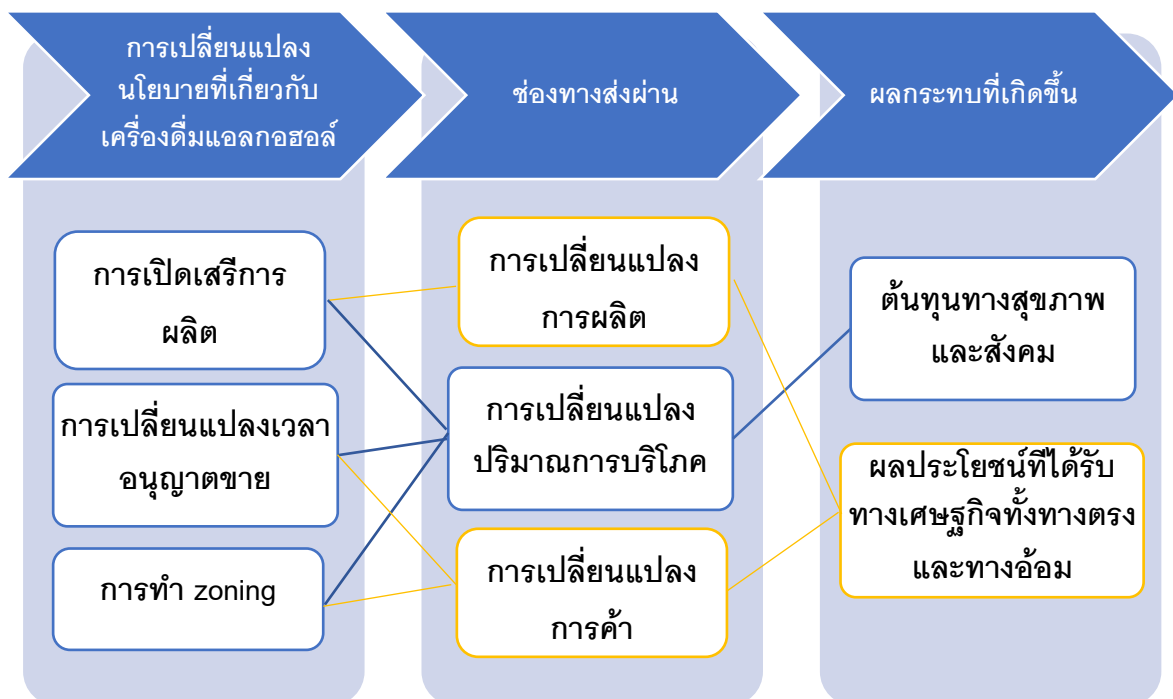 การเปลี่ยนแปลง
นโยบายที่เกี่ยวกับ
เครื่องดื่มแอลกอฮอล์
ช่องทางส่งผ่าน
ผลกระทบที่เกิดขึ้น
การเปิดเสรีการ
ผลิต
การเปลี่ยนแปลงเวลา
อนุญาตขาย
การทำ zoning
การเปลี่ยนแปลง
การผลิต
การเปลี่ยนแปลง
ปริมาณการบริโภค
การเปลี่ยนแปลง
การค้า
ต้นทุนทางสุขภาพ
และสังคม
ผลประโยชน์ที่ได้รับ
ทางเศรษฐกิจทั้งทางตรง
และทางอ้อม